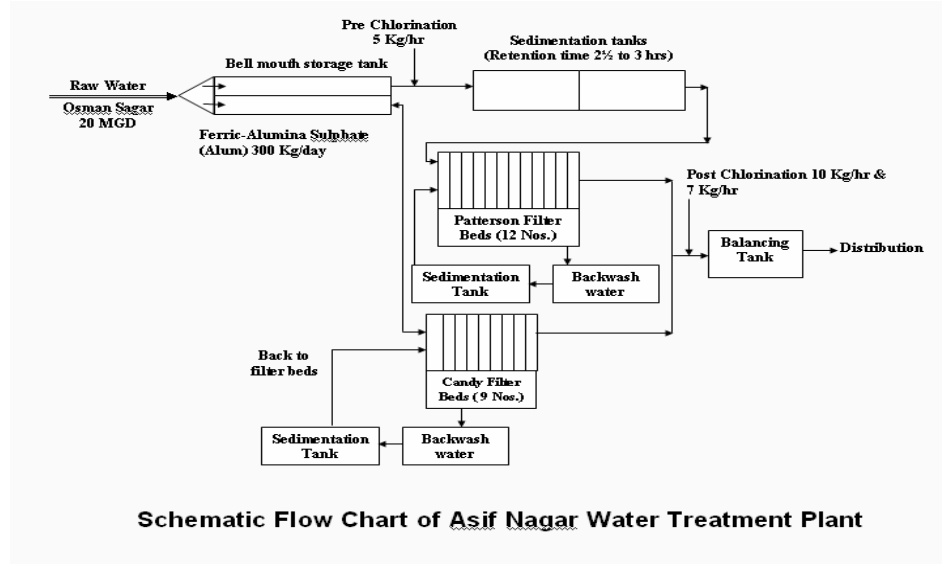 Pre Chlorination
5 Kg/hr
Sedimentation tanks
(Retention time 2½ to 3 hrs)
Bell mouth storage tank
Raw Water
Osman Sagar
20 MGD
Ferric-Alumina Sulphate
(Alum) 300 Kg/day
Post Chlorination 10 Kg/hr &
7 Kg/hr
Patterson Filter
Beds (12 Nos.)
Balancing
Tank
Distribution
Sedimentation
Tank
Backwash
water
Back to
filter beds
Candy Filter
Beds ( 9 Nos.)
Sedimentation
Tank
Backwash
water
Schematic Flow Chart of Asif Nagar Water Treatment Plant